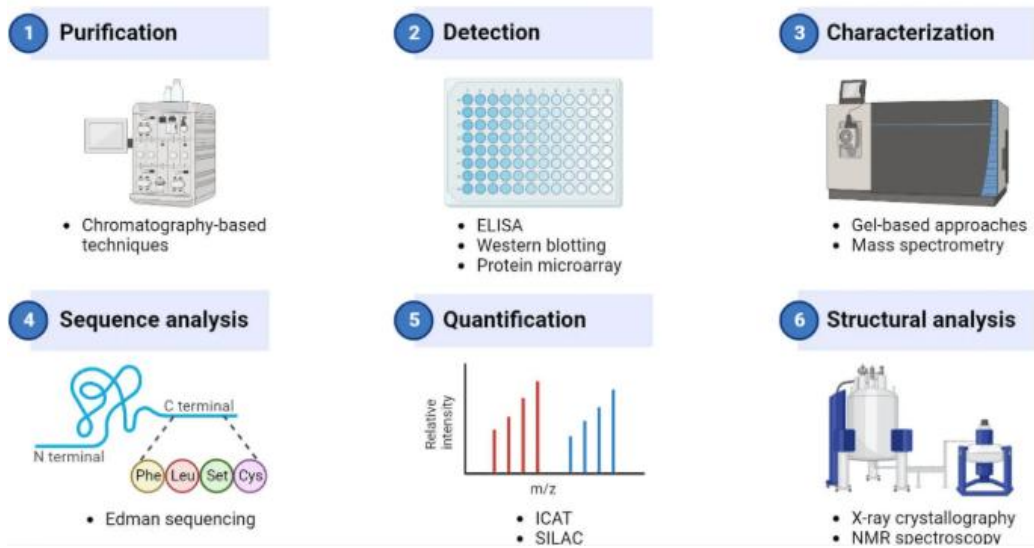 1 Purification
• Chromatography-based
techniques
2 Detection
• ELISA
• Western blotting
• Protein microarray
3 Characterization
• Gel-based approaches
• Mass spectrometry
4 Sequence analysis
C terminal
N terminal
Phe Leu Set Cys
• Edman sequencing
5 Quantification
Relative
intensity
m/z
• ICAT
• SILAC
6 Structural analysis
• X-ray crystallography
• NMR spectroscopy